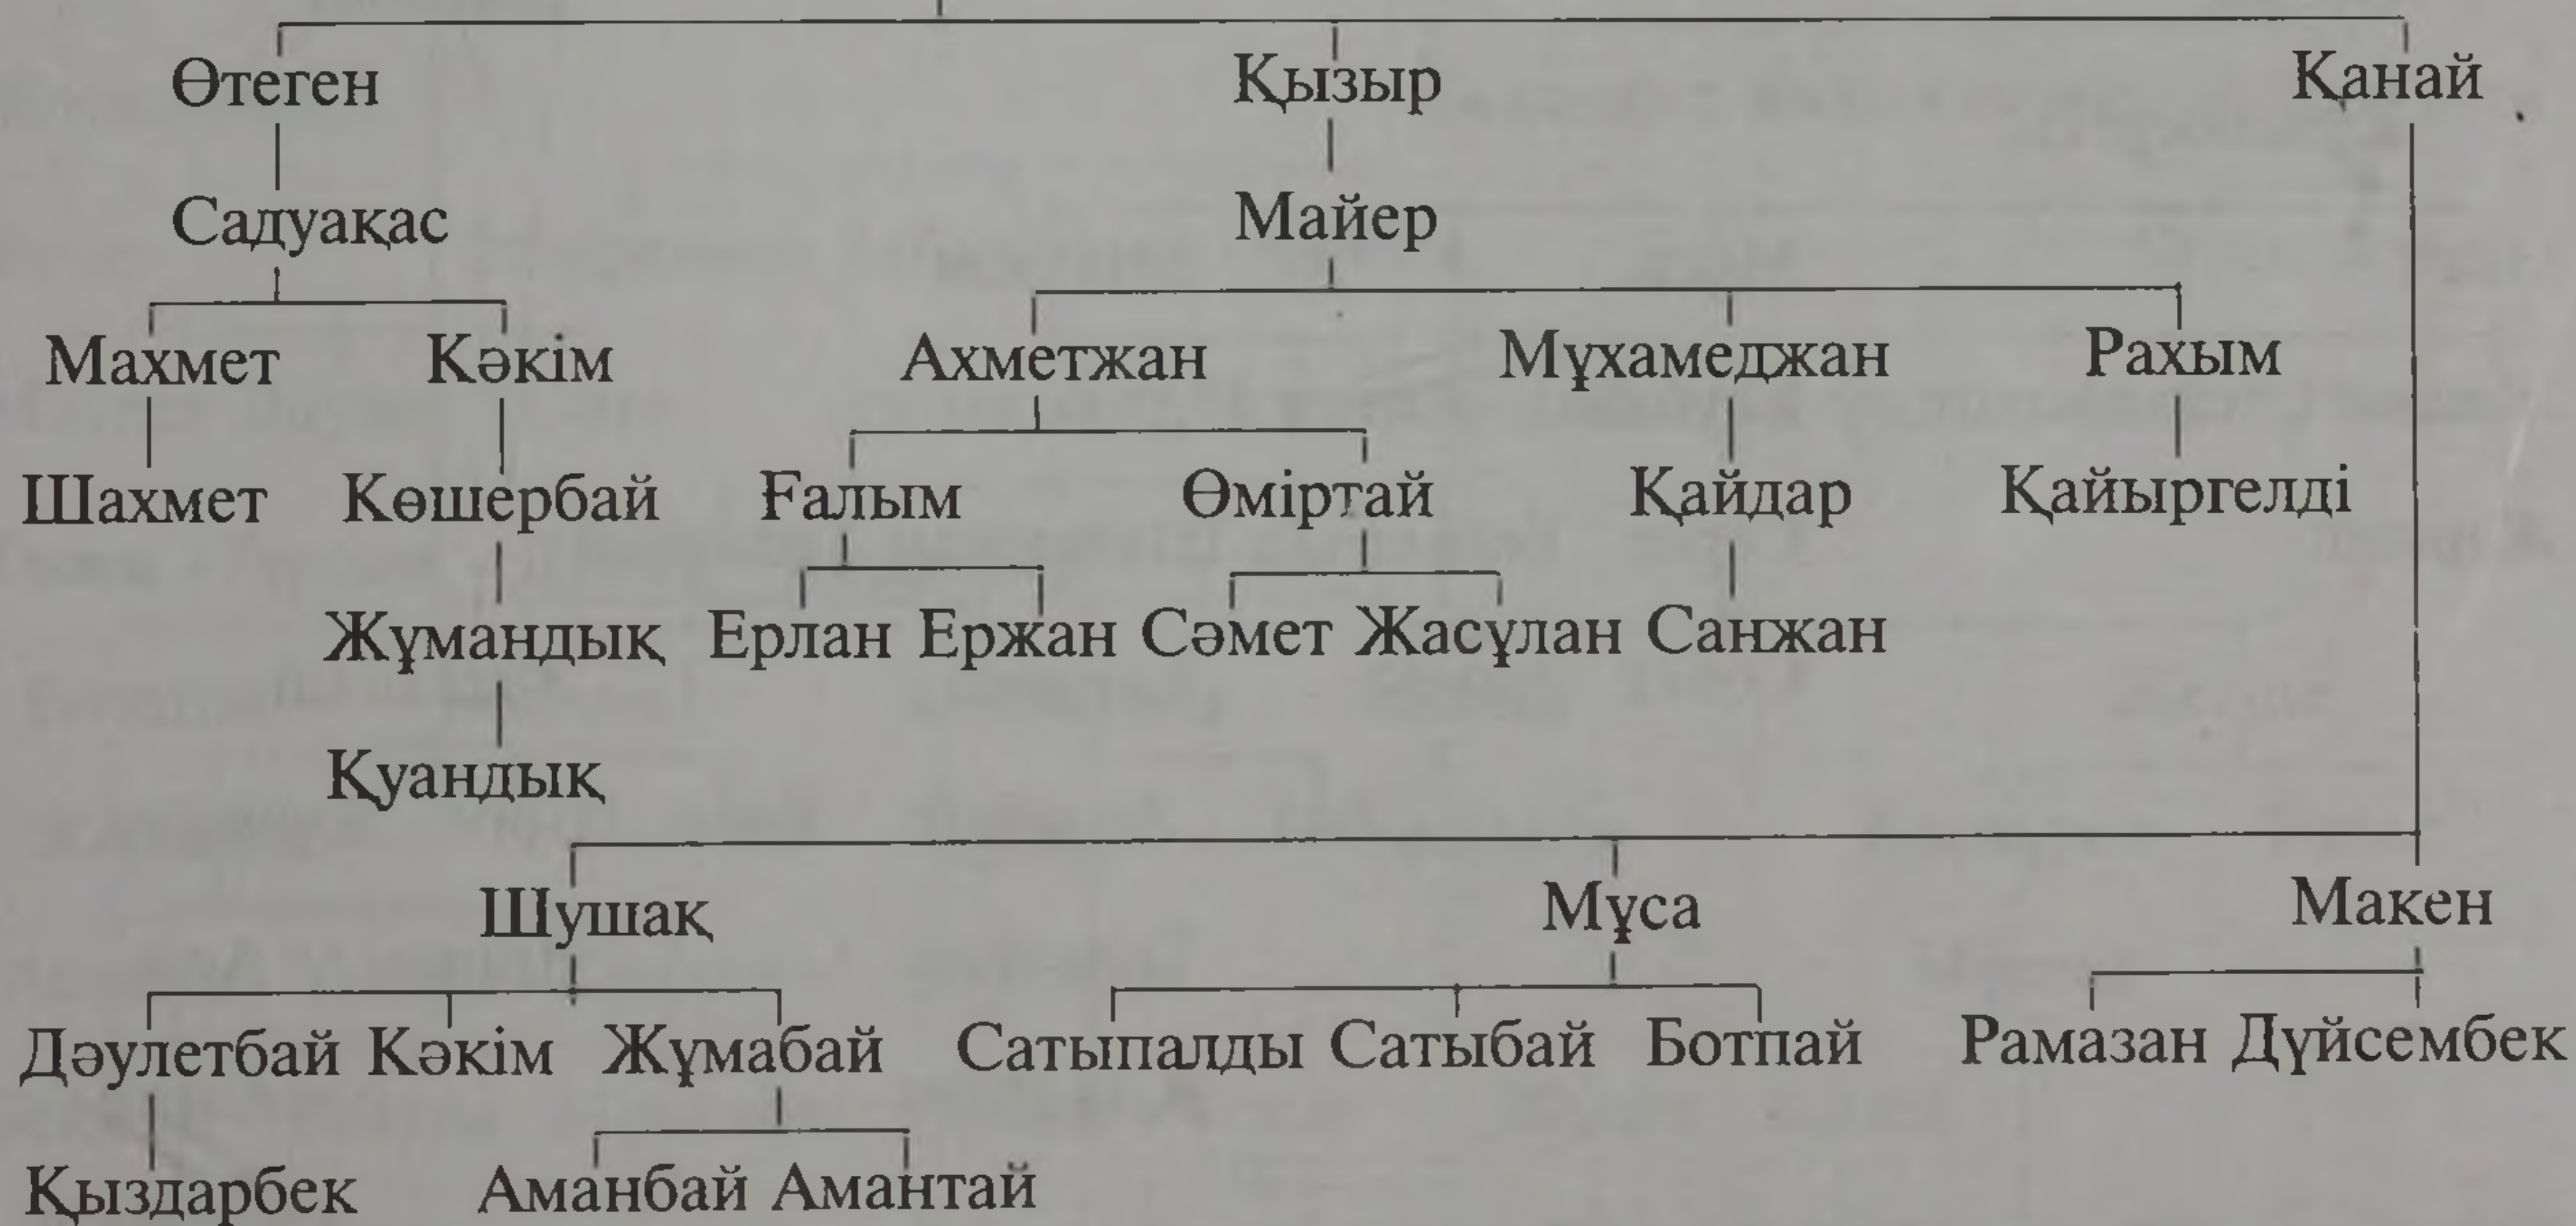 Өтеген Қызыр Қанай
Садуақас Майер
Махмет Кәкім Ахметжан Мұхамеджан Рахым
Шахмет Көшербай Ғалым Өміртай Қайдар Қайыргелді
Жұмандық Ерлан Ержан Сәмет Жасұлан Санжан
Қуандық
Шушақ Мұса Макен
Дәулетбай Кәкім Жұмабай Сатыпалды Сатыбай Ботпай Рамазан Дүйсембек
Қыздарбек Аманбай Амантай